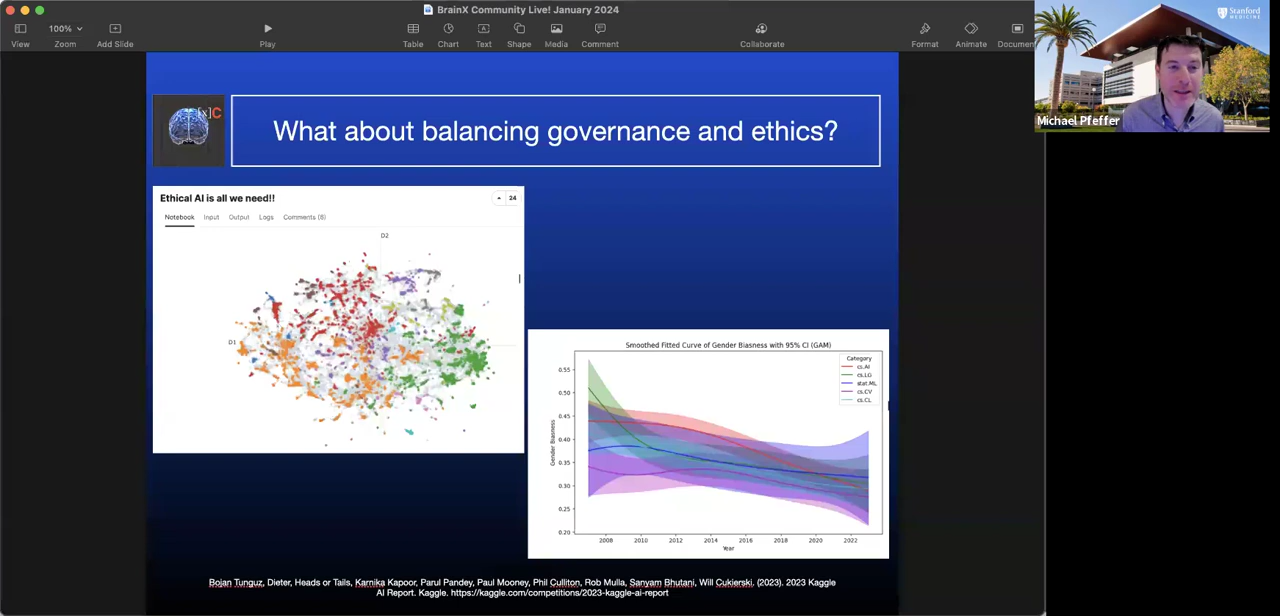 BrainX Community Live! January 2024
100%
View
Zoom
Add Slide
Play
Table
Chart
Text
Shape
Media
Comment
Collaborate
Format
Animate
Documen
Stanford
MEDICINE
Michael Pfeffer
[x]C
What about balancing governance and ethics?
Ethical AI is all we need!!
24
Notebook
Input
Output
Logs
Comments (6)
D2
D1
Smoothed Fitted Curve of Gender Biasness with 95% CI (GAM)
Category
cs.AI
cs.LG
stat.ML
cs.CV
cs.CL
Gender Biasness
0.55
0.50
0.45
0.40
0.35
0.30
0.25
0.20
2008
2010
2012
2014
2016
2018
2020
2022
Year
Bojan Tunguz, Dieter, Heads or Tails, Karnika Kapoor, Parul Pandey, Paul Mooney, Phil Culliton, Rob Mulla, Sanyam Bhutani, Will Cukierski. (2023). 2023 Kaggle
AI Report. Kaggle. https://kaggle.com/competitions/2023-kaggle-ai-report